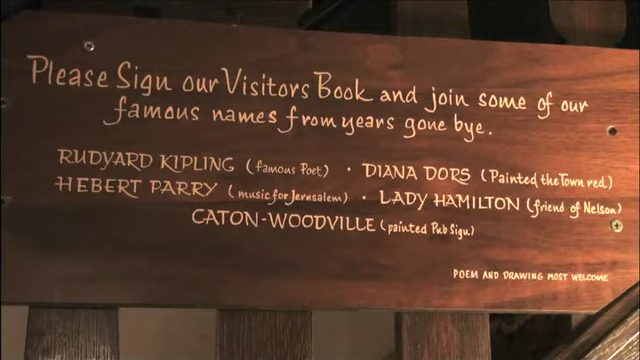 Please Sign our Visitors Book and join some of our
famous names from years gone bye.
RUDYARD KIPLING (famous Poet) · DIANA DORS (Painted the Town red)
HEBERT PARRY (music for Jerusalem) · LADY HAMILTON (friend of Nelson)
CATON-WOODVILLE (painted Pub Sign)
POEM AND DRAWING MOST WELCOME